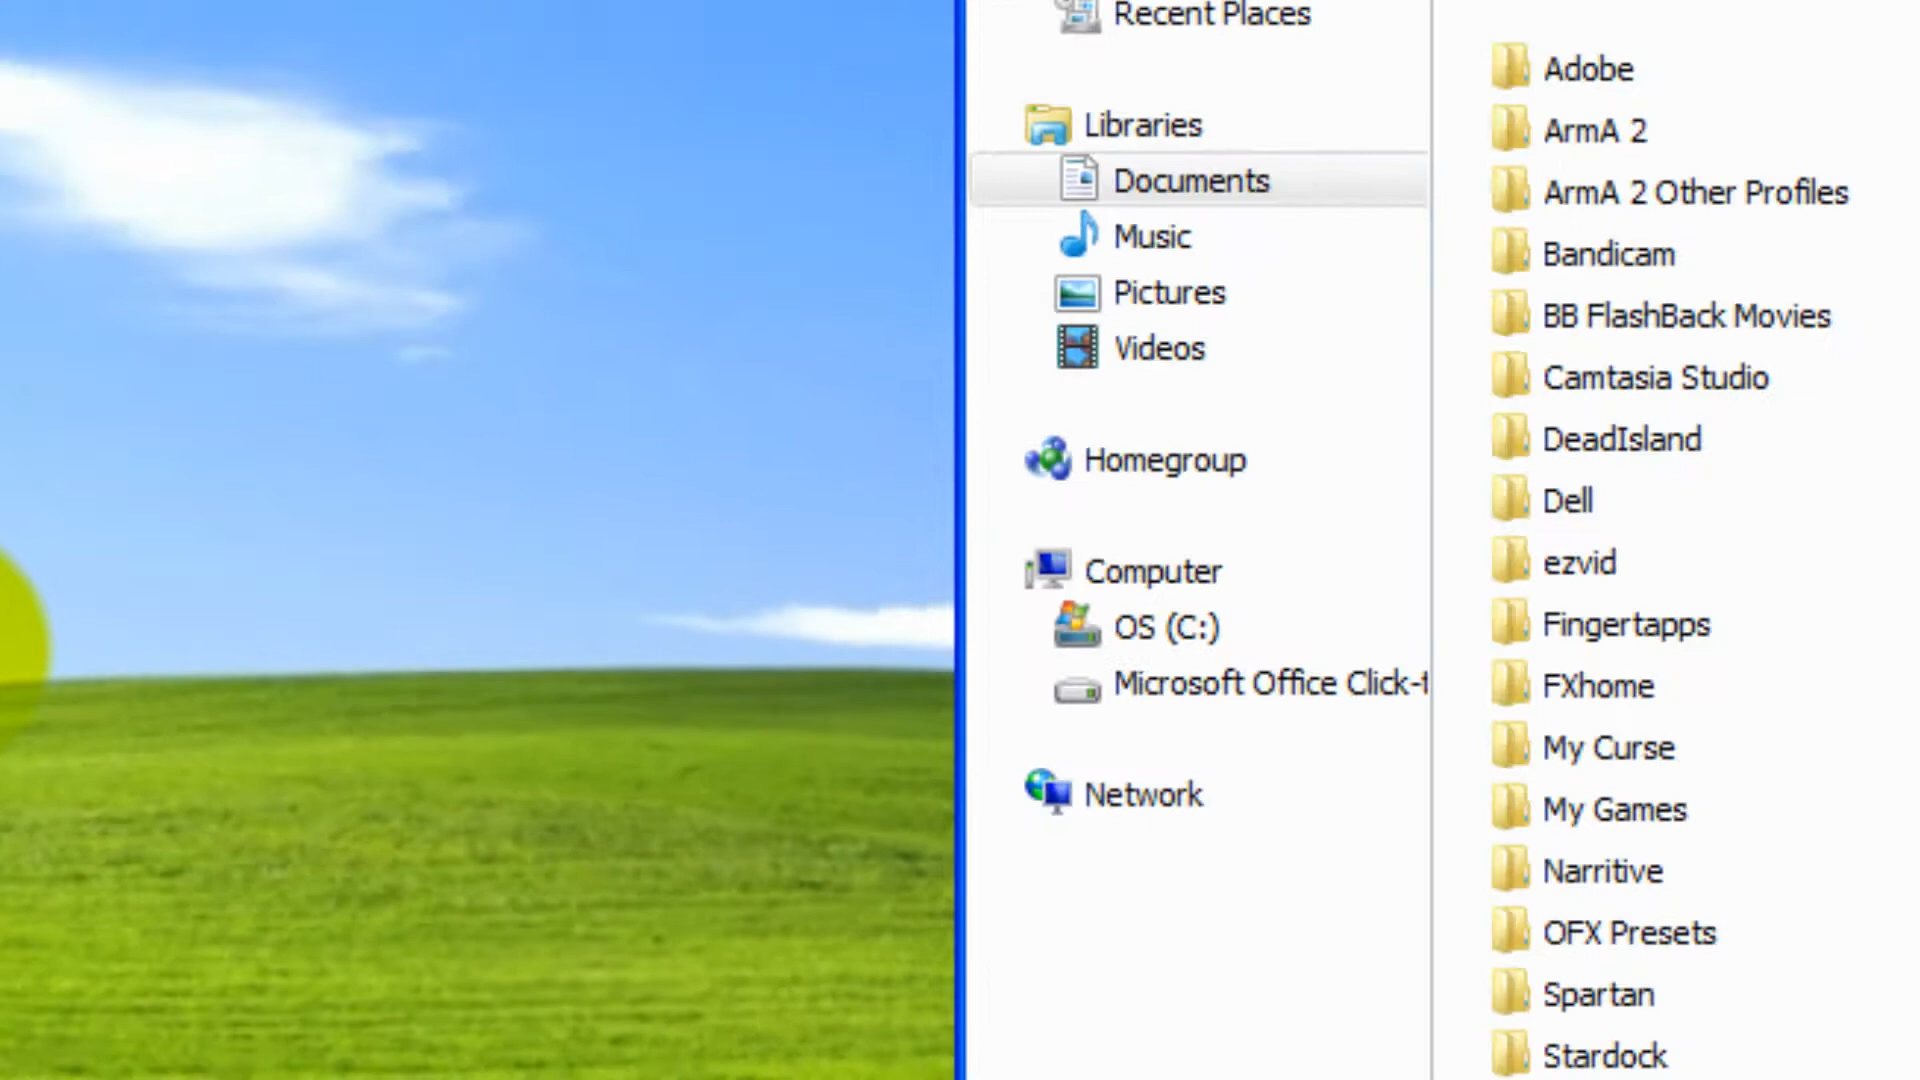 Recent Places
Libraries
Documents
Music
Pictures
Videos
Homegroup
Computer
OS (C:)
Microsoft Office Click-t
Network
Adobe
ArmA 2
ArmA 2 Other Profiles
Bandicam
BB FlashBack Movies
Camtasia Studio
DeadIsland
Dell
ezvid
Fingertapps
FXhome
My Curse
My Games
Narritive
OFX Presets
Spartan
Stardock